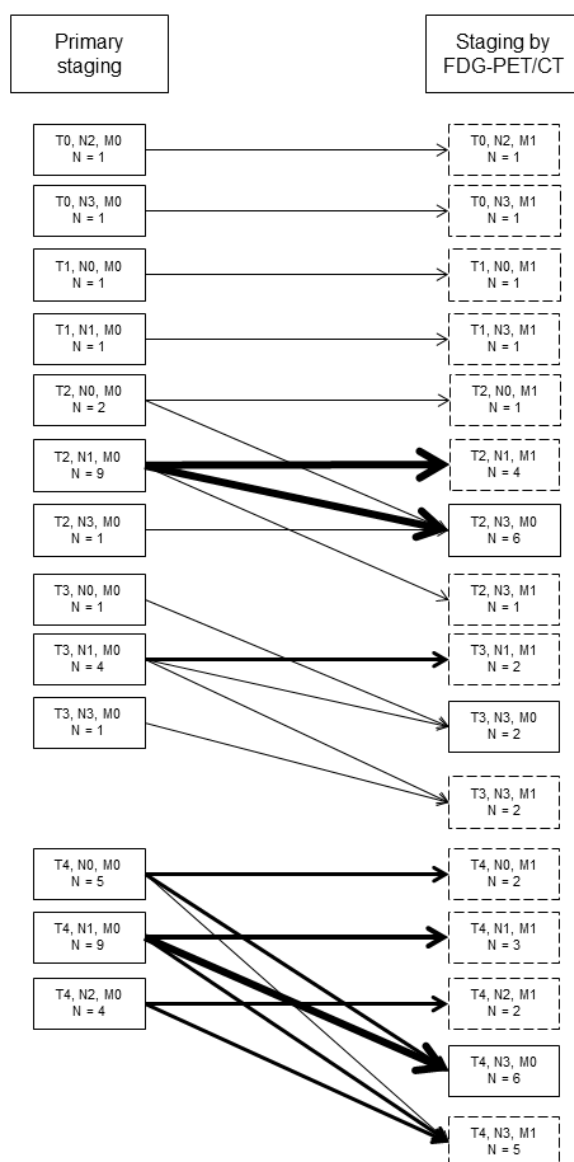 Primary
staging
Staging by
FDG-PET/CT
T0, N2, M0
N = 1
T0, N2, M1
N = 1
T0, N3, M0
N = 1
T0, N3, M1
N = 1
T1, N0, M0
N = 1
T1, N0, M1
N = 1
T1, N1, M0
N = 1
T1, N3, M1
N = 1
T2, N0, M0
N = 2
T2, N0, M1
N = 1
T2, N1, M0
N = 9
T2, N1, M1
N = 4
T2, N3, M0
N = 1
T2, N3, M0
N = 6
T3, N0, M0
N = 1
T2, N3, M1
N = 1
T3, N1, M0
N = 4
T3, N1, M1
N = 2
T3, N3, M0
N = 1
T3, N3, M0
N = 2
T3, N3, M1
N = 2
T4, N0, M0
N = 5
T4, N0, M1
N = 2
T4, N1, M0
N = 9
T4, N1, M1
N = 3
T4, N2, M0
N = 4
T4, N2, M1
N = 2
T4, N3, M0
N = 6
T4, N3, M1
N = 5